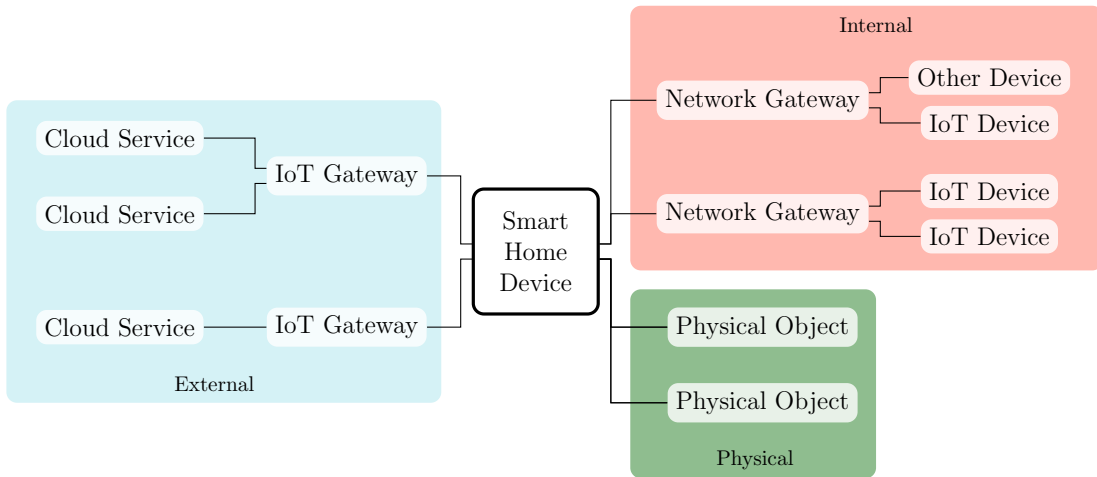 Cloud Service
Cloud Service
IoT Gateway
Cloud Service
IoT Gateway
External
Smart
Home
Device
Internal
Network Gateway
Other Device
IoT Device
Network Gateway
IoT Device
IoT Device
Physical Object
Physical Object
Physical